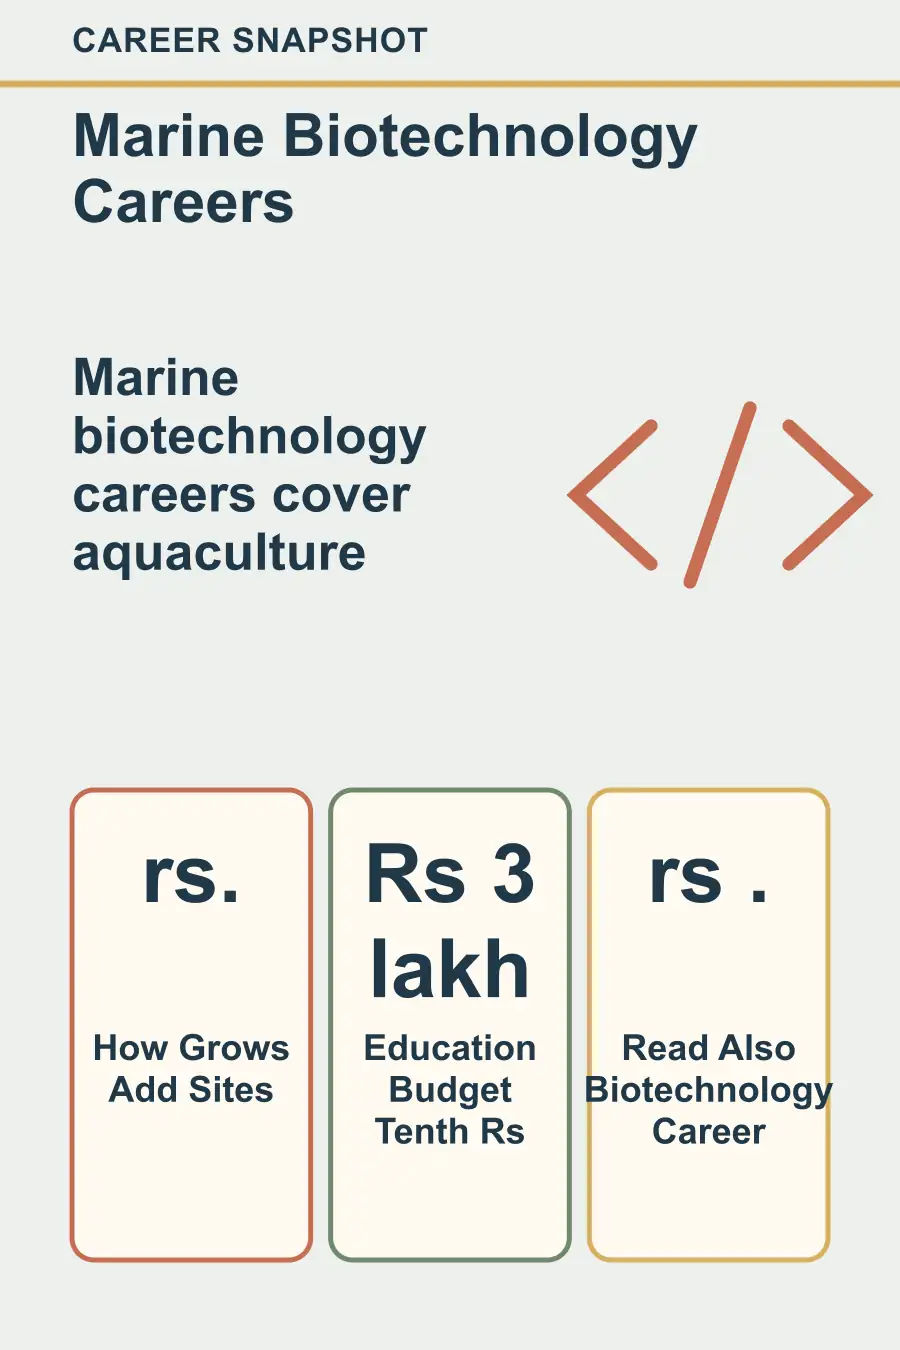 CAREER SNAPSHOT
Marine Biotechnology
Careers
Marine
biotechnology
careers cover
aquaculture
rs.
How Grows
Add Sites
Rs 3
lakh
Education
Budget
Tenth Rs
rs .
Read Also
Biotechnology
Career